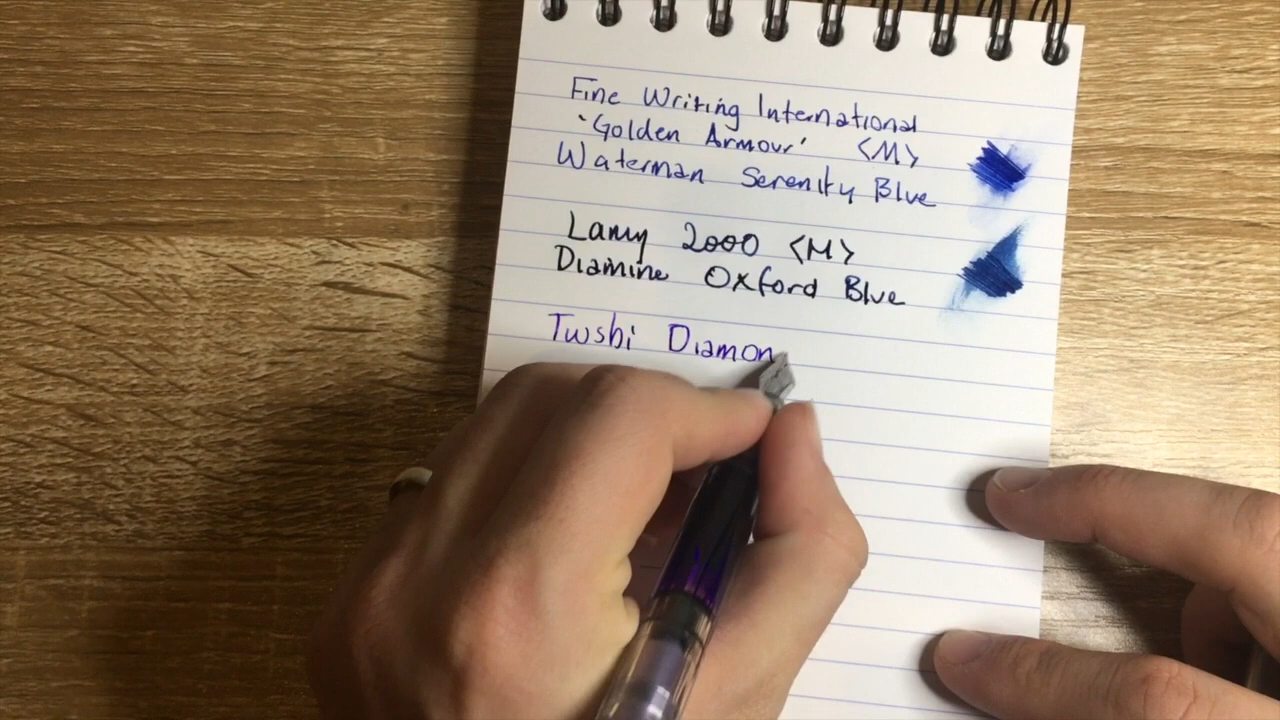 Fine Writing International
'Golden Armour' <M>
Waterman Serenity Blue
Lamy 2000 <M>
Diamine Oxford Blue
Twsbi Diamon